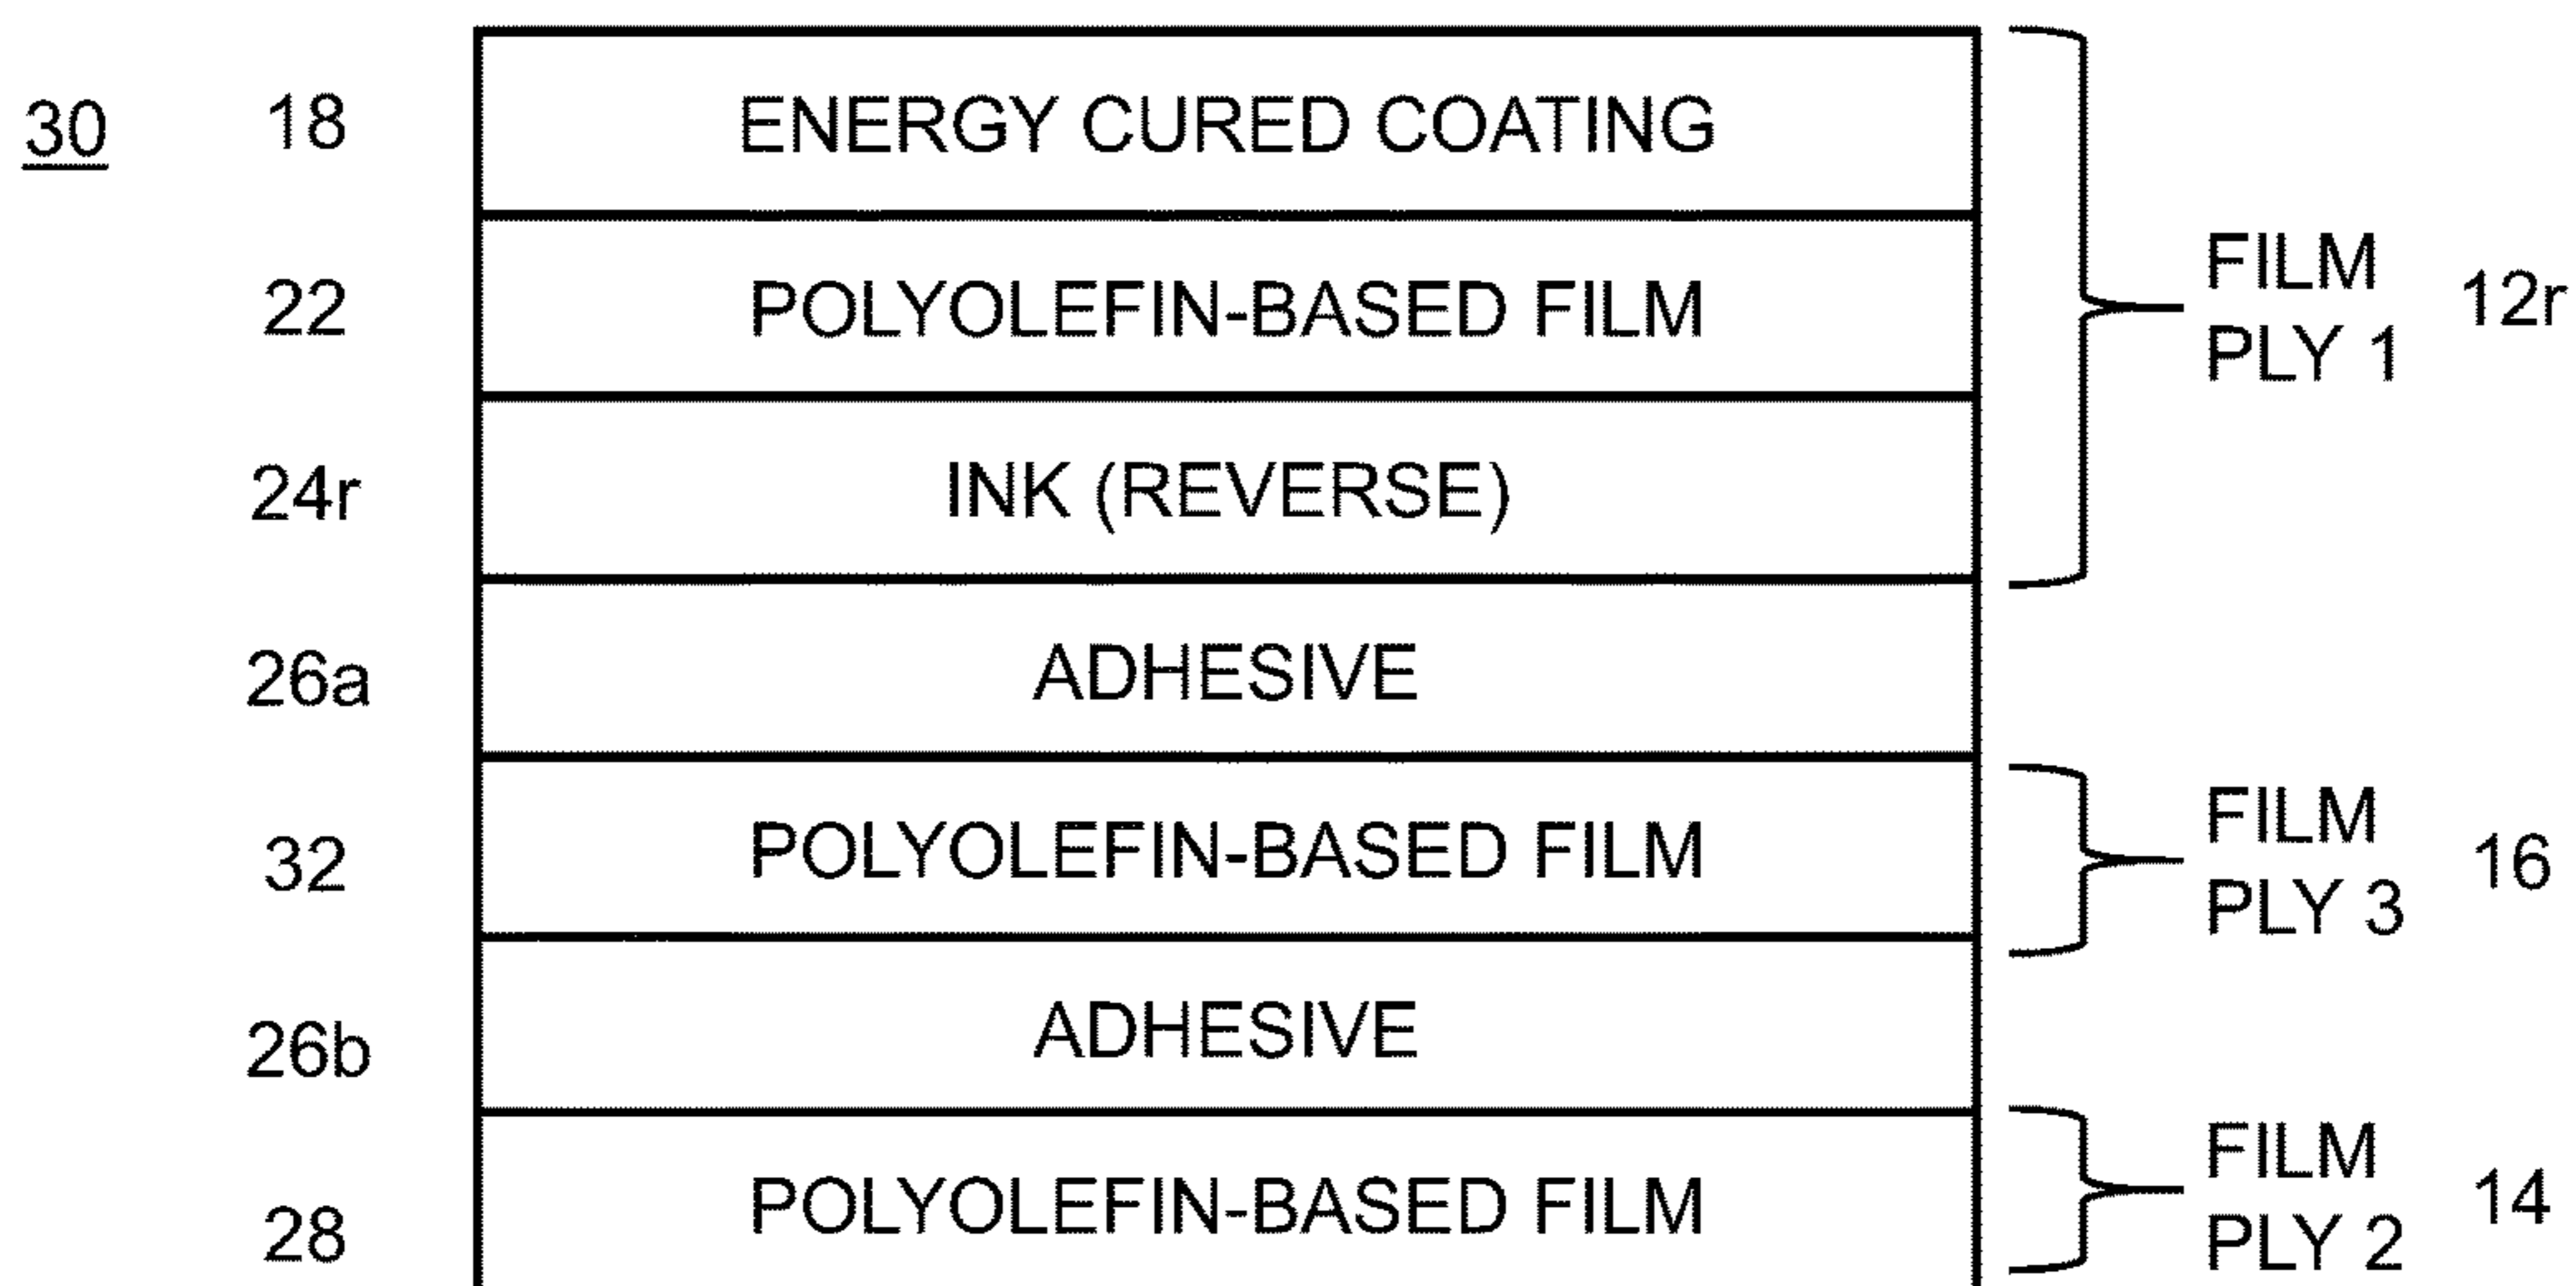 30 18 ENERGY CURED COATING
22 POLYOLEFIN-BASED FILM FILM PLY 1 12r
24r INK (REVERSE)
26a ADHESIVE
32 POLYOLEFIN-BASED FILM FILM PLY 3 16
26b ADHESIVE
28 POLYOLEFIN-BASED FILM FILM PLY 2 14